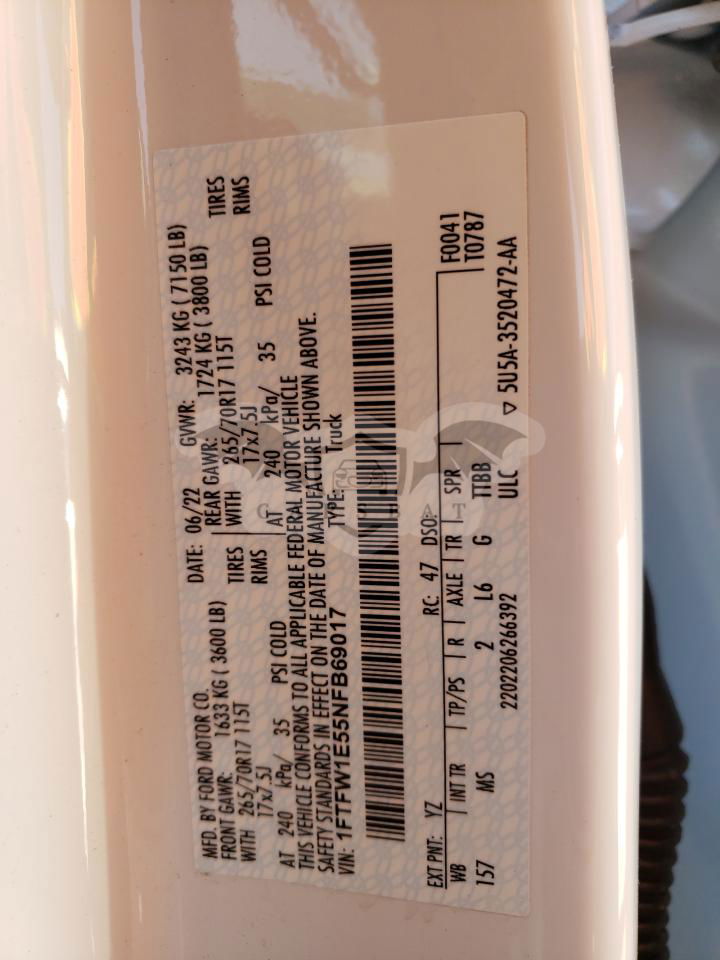 MFD. BY FORD MOTOR CO.
DATE: 06/22 GVWR: 3243 KG ( 7150 LB)
FRONT GAWR: 1633 KG ( 3600 LB)
REAR GAWR: 1724 KG ( 3800 LB)
WITH 265/70R17 115T TIRES
WITH 265/70R17 115T TIRES
17x7.5J RIMS
17x7.5J RIMS
AT 240 kPa/ 35 PSI COLD
AT 240 kPa/ 35 PSI COLD
THIS VEHICLE CONFORMS TO ALL APPLICABLE FEDERAL MOTOR VEHICLE
SAFETY STANDARDS IN EFFECT ON THE DATE OF MANUFACTURE SHOWN ABOVE.
VIN: 1FTFW1E55NFB69017
TYPE: Truck
EXT PNT: YZ RC: 47 DSO:
F0041
WB INT TR TP/PS R AXLE TR SPR T0787
157 MS 2 L6 G TTBB
2202206266392 ULC ▽ 5U5A-3520472-AA